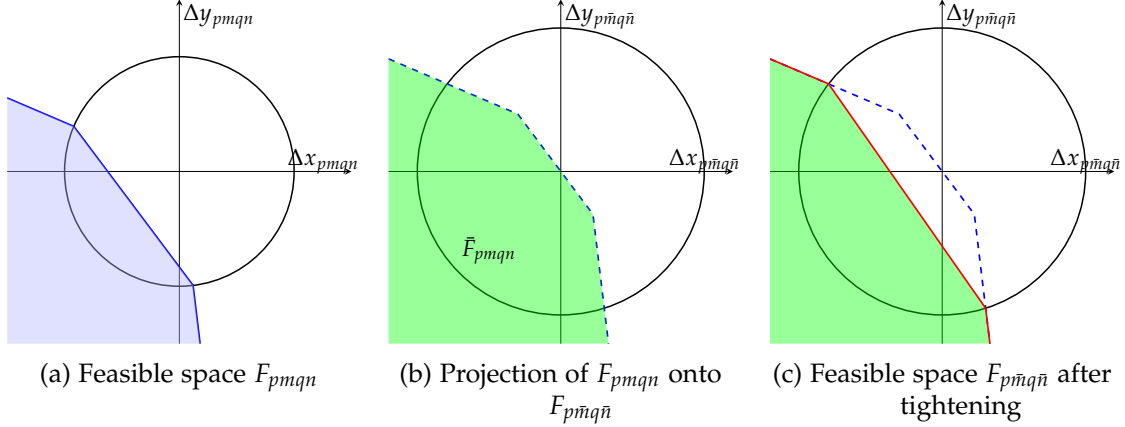 Δy_{pmqn}
Δx_{pmqn}
(a) Feasible space F_{pmqn}
Δy_{pm̄qn̄}
Δx_{pm̄qn̄}
F̄_{pmqn}
(b) Projection of F_{pmqn} onto
F_{pm̄qn̄}
Δy_{pm̄qn̄}
Δx_{pm̄qn̄}
(c) Feasible space F_{pm̄qn̄} after
tightening